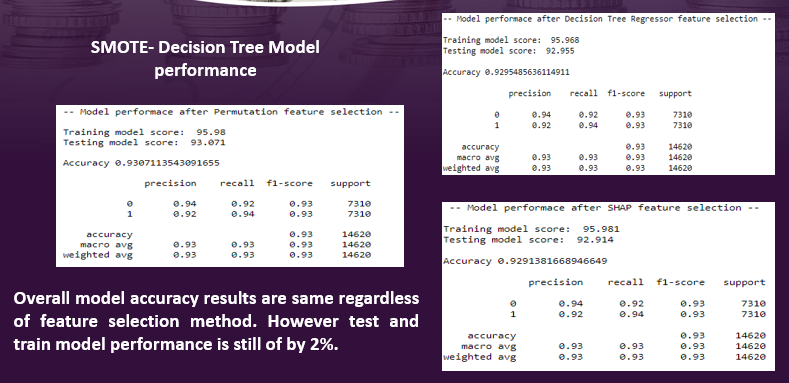 SMOTE- Decision Tree Model
performance
-- Model performace after Permutation feature selection --
Training model score:  95.98
Testing model score:  93.071
Accuracy 0.9307113543091655
precision recall f1-score support
0 0.94 0.92 0.93 7310
1 0.92 0.94 0.93 7310
accuracy 0.93 14620
macro avg 0.93 0.93 0.93 14620
weighted avg 0.93 0.93 0.93 14620
Overall model accuracy results are same regardless
of feature selection method. However test and
train model performance is still of by 2%.
-- Model performace after Decision Tree Regressor feature selection --
Training model score:  95.968
Testing model score:  92.955
Accuracy 0.9295485636114911
precision recall f1-score support
0 0.94 0.92 0.93 7310
1 0.92 0.94 0.93 7310
accuracy 0.93 14620
macro avg 0.93 0.93 0.93 14620
weighted avg 0.93 0.93 0.93 14620
-- Model performace after SHAP feature selection --
Training model score:  95.981
Testing model score:  92.914
Accuracy 0.9291381668946649
precision recall f1-score support
0 0.94 0.92 0.93 7310
1 0.92 0.94 0.93 7310
accuracy 0.93 14620
macro avg 0.93 0.93 0.93 14620
weighted avg 0.93 0.93 0.93 14620